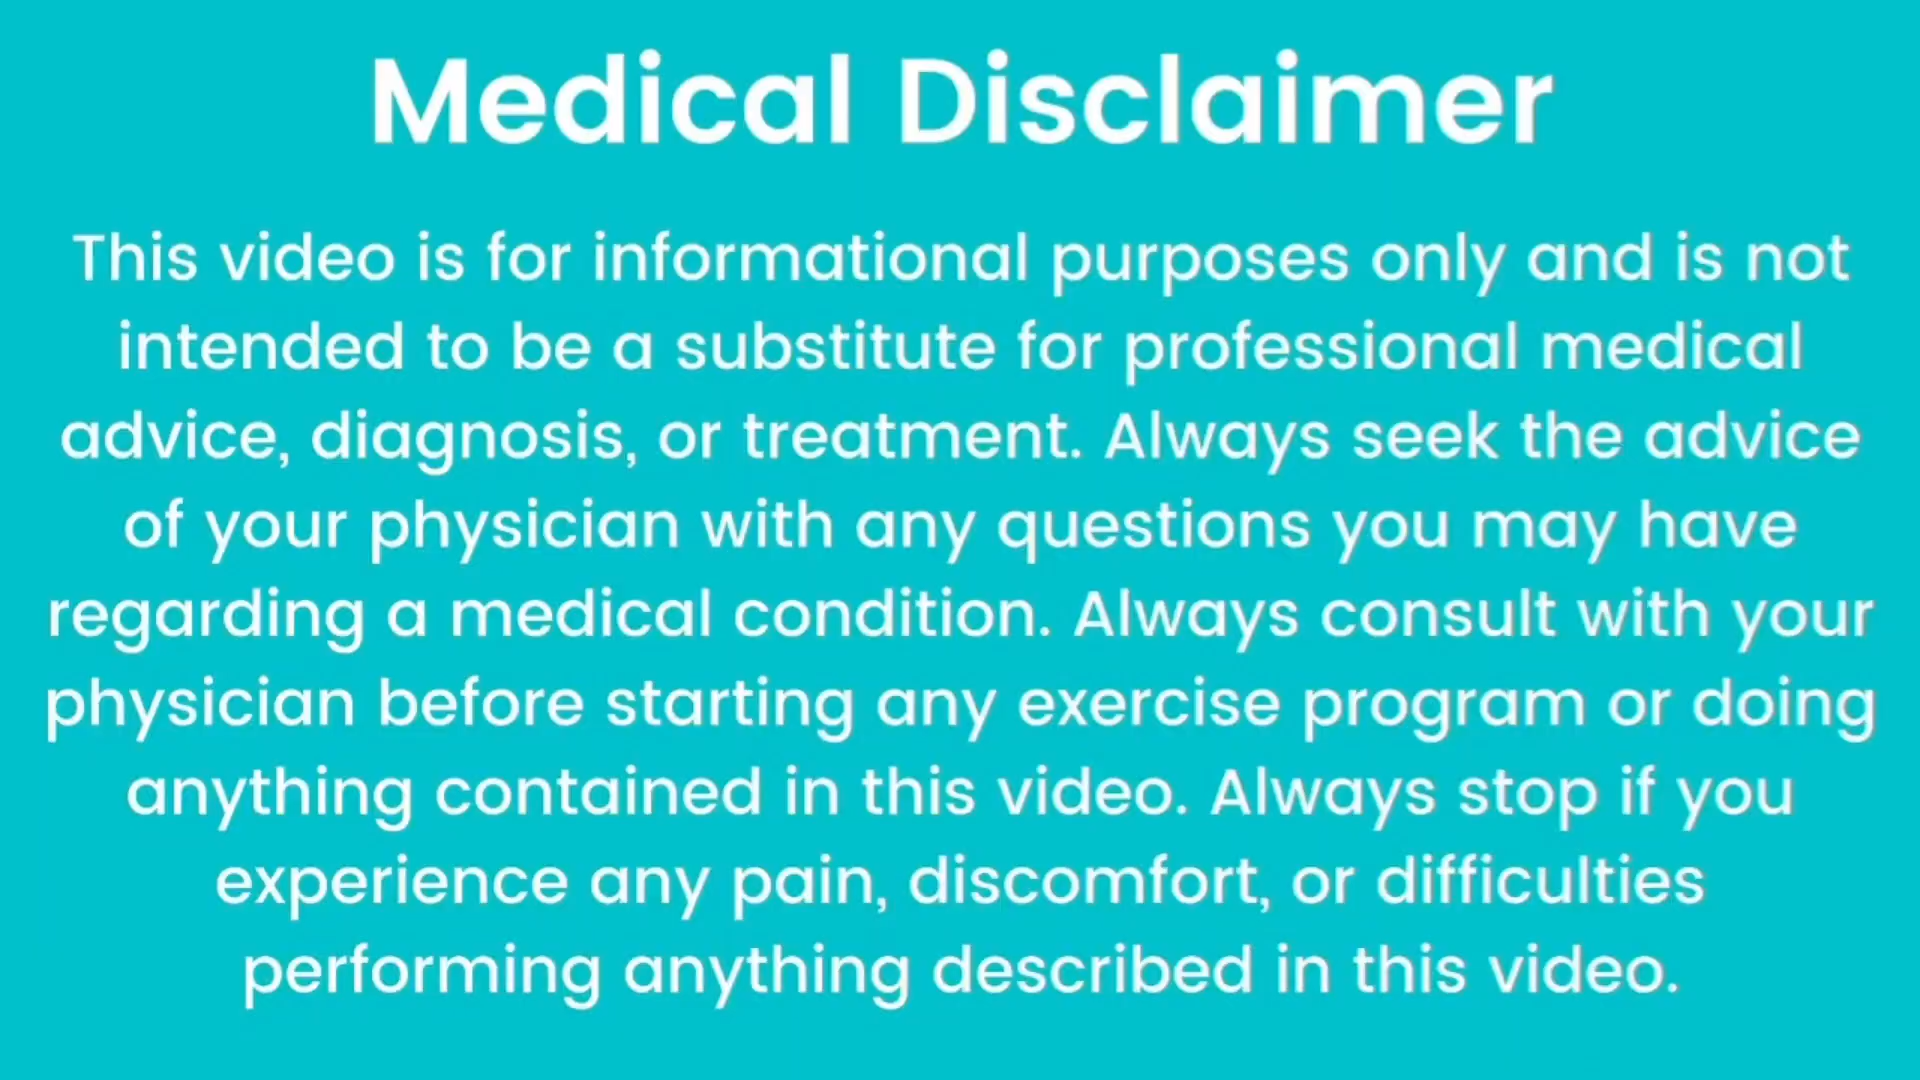 Medical Disclaimer
This video is for informational purposes only and is not
intended to be a substitute for professional medical
advice, diagnosis, or treatment. Always seek the advice
of your physician with any questions you may have
regarding a medical condition. Always consult with your
physician before starting any exercise program or doing
anything contained in this video. Always stop if you
experience any pain, discomfort, or difficulties
performing anything described in this video.